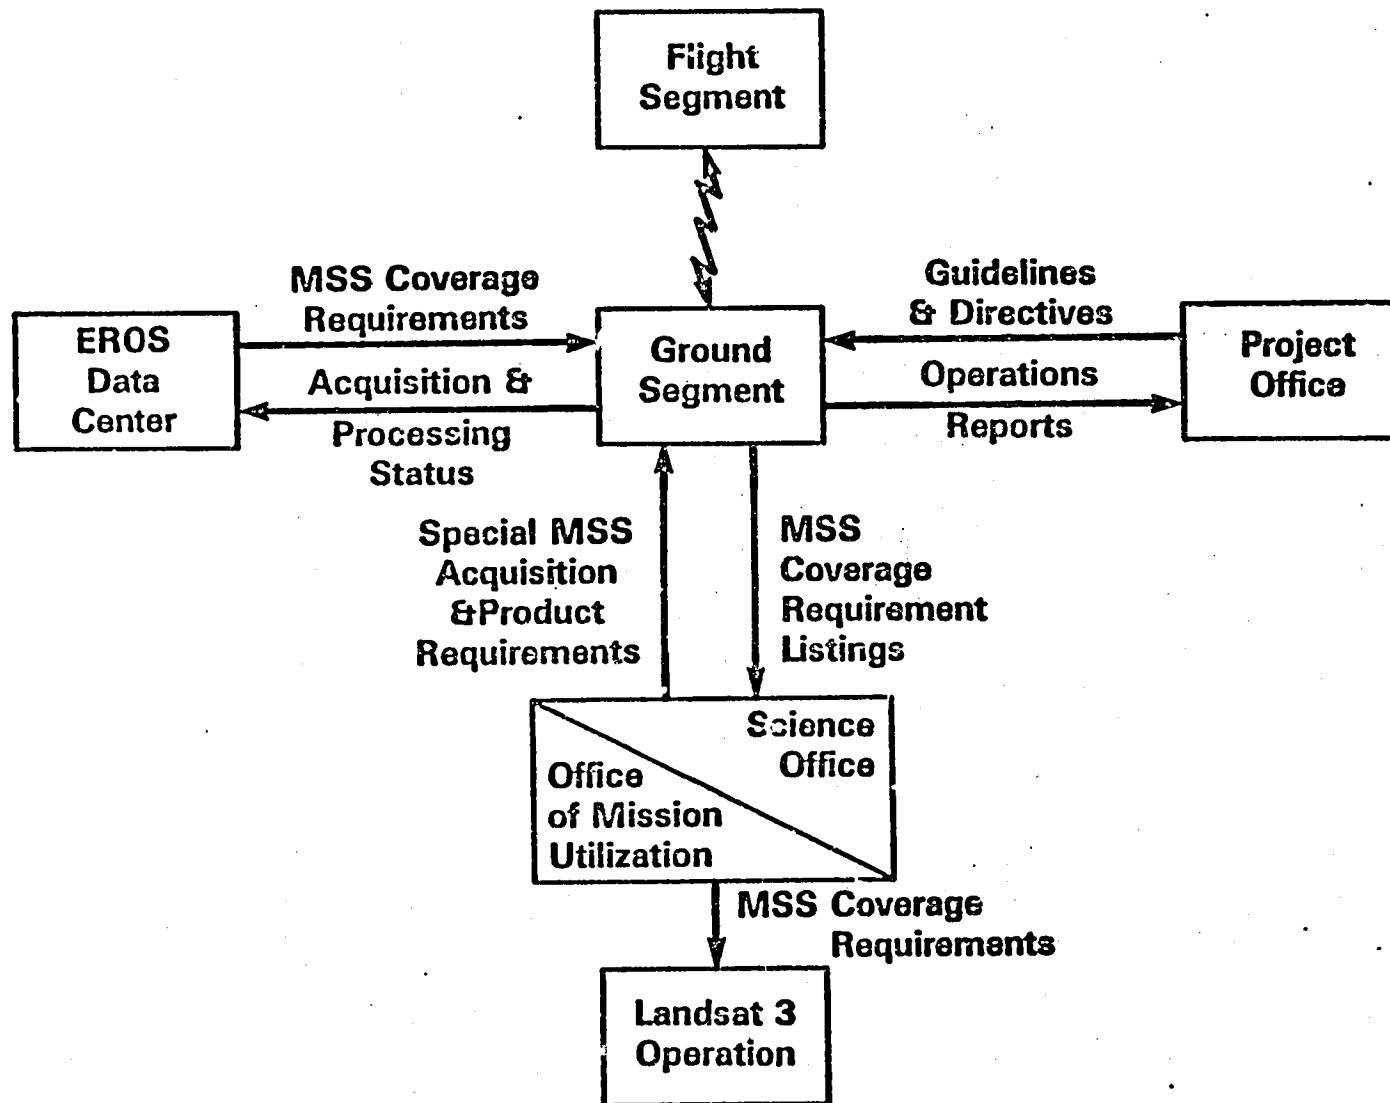 Flight
Segment
MSS Coverage
Requirements
Guidelines
& Directives
EROS
Data
Center
Ground
Segment
Project
Office
Acquisition &
Processing
Status
Operations
Reports
Special MSS
Acquisition
&Product
Requirements
MSS
Coverage
Requirement
Listings
Science
Office
Office
of Mission
Utilization
MSS Coverage
Requirements
Landsat 3
Operation